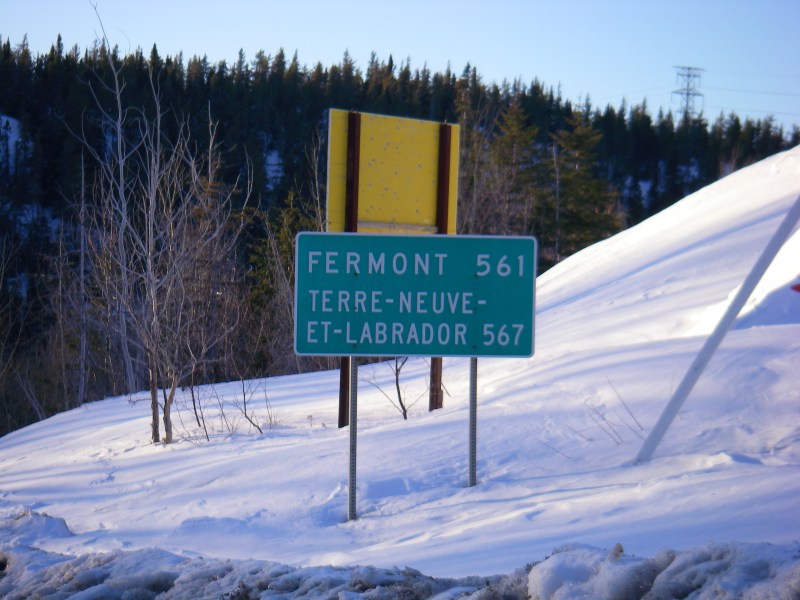 FERMONT 561
TERRE-NEUVE-
ET-LABRADOR 567